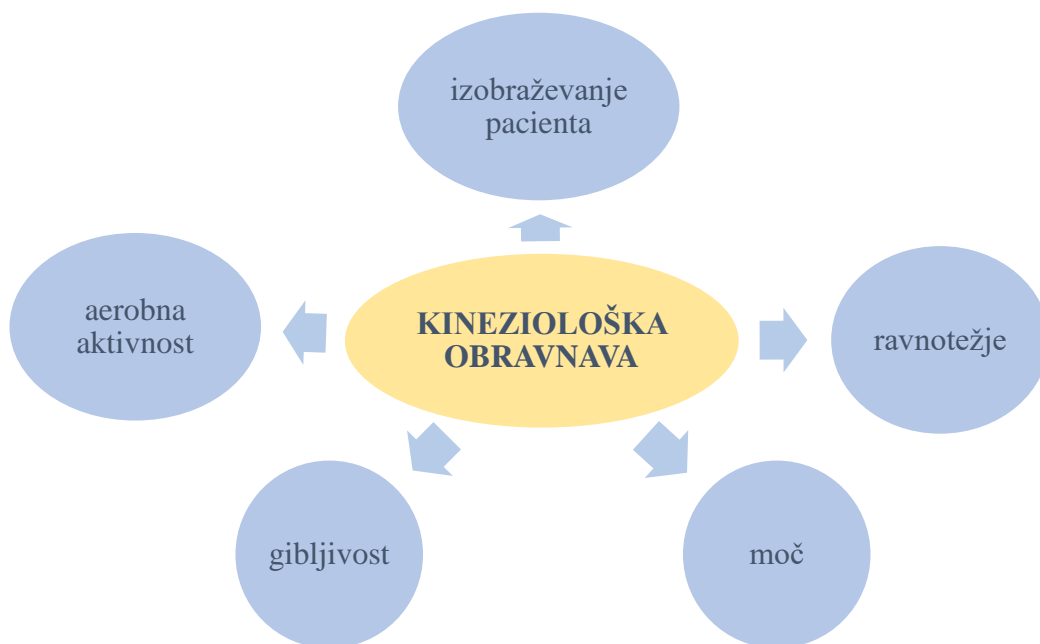 izobraževanje
pacienta
aerobna
aktivnost
KINEZIOLOŠKA
OBRAVNAVA
ravnotežje
gibljivost
moč